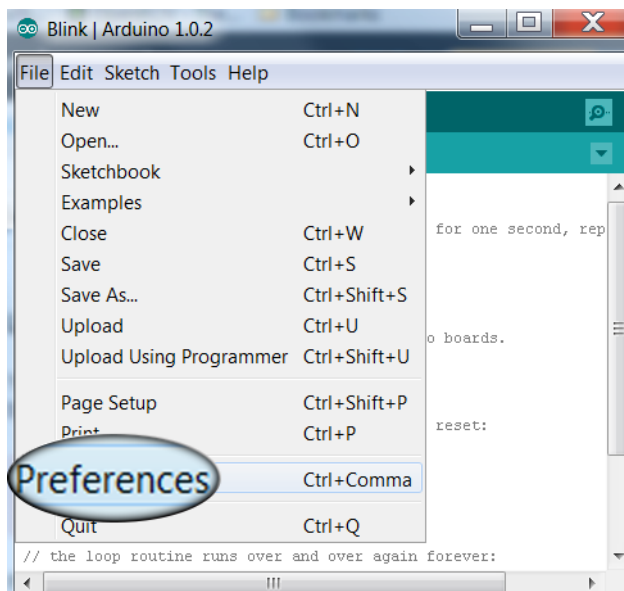 Blink | Arduino 1.0.2
File Edit Sketch Tools Help
New Ctrl+N
Open... Ctrl+O
Sketchbook
Examples
Close Ctrl+W
for one second, rep
Save Ctrl+S
Save As... Ctrl+Shift+S
Upload Ctrl+U
o boards.
Upload Using Programmer Ctrl+Shift+U
Page Setup Ctrl+Shift+P
reset:
Print Ctrl+P
Preferences Ctrl+Comma
Quit Ctrl+Q
// the loop routine runs over and over again forever: